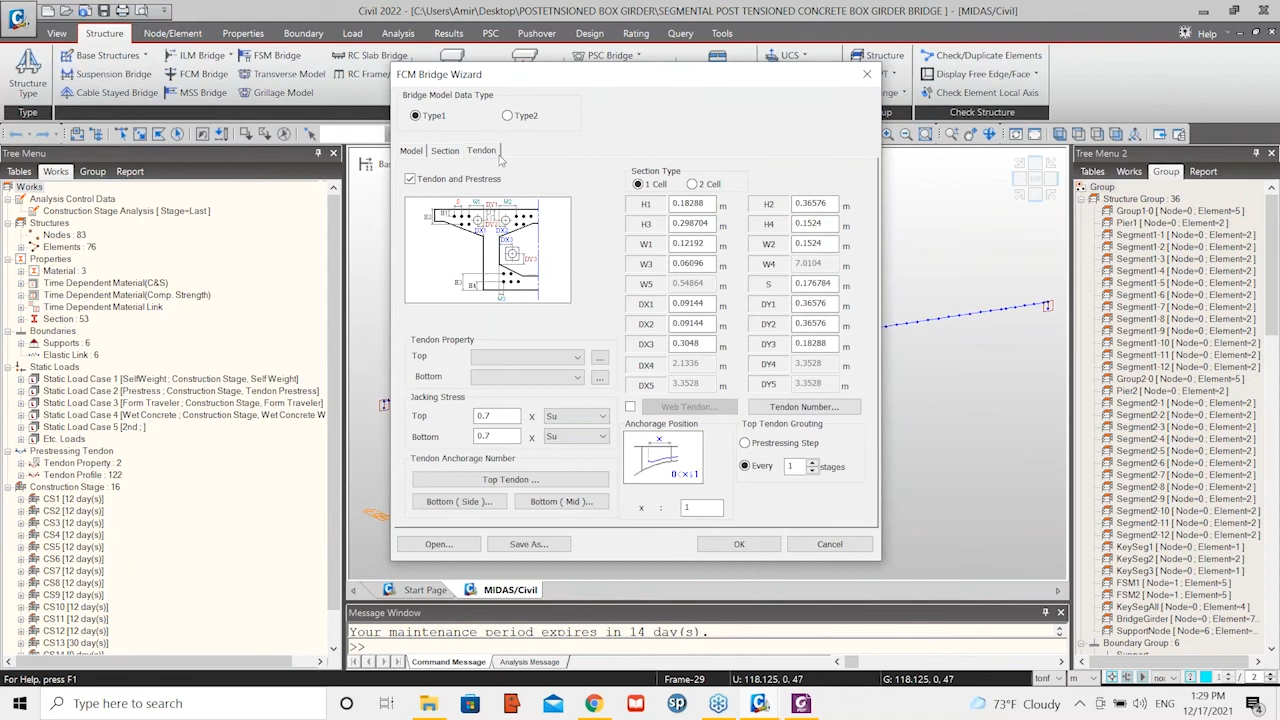 Civil 2022 - [C:\Users\Amir\Desktop\POSTETNSIONED BOX GIRDER\SEGMENTAL POST TENSIONED CONCRETE BOX GIRDER BRIDGE ] - [MIDAS/Civil]
View Structure Node/Element Properties Boundary Load Analysis Results PSC Pushover Design Rating Query Tools Help
Base Structures ILM Bridge FSM Bridge RC Slab Bridge PSC Bridge UCS Structure Check/Duplicate Elements
Suspension Bridge FCM Bridge Transverse Model RC Frame/ Display Free Edge/Face
Structure Type
Cable Stayed Bridge MSS Bridge Grillage Model Check Element Local Axis
Type Check Structure
FCM Bridge Wizard
Bridge Model Data Type
Type1 Type2
Model Section Tendon
Tendon and Prestress
Section Type
1 Cell 2 Cell
H1 0.18288 m H2 0.36576 m
H3 0.298704 m H4 0.1524 m
W1 0.12192 m W2 0.1524 m
W3 0.06096 m W4 7.0104 m
W5 0.54864 m S 0.176784 m
DX1 0.09144 m DY1 0.36576 m
DX2 0.09144 m DY2 0.36576 m
DX3 0.3048 m DY3 0.18288 m
DX4 2.1336 m DY4 3.3528 m
DX5 3.3528 m DY5 3.3528 m
Tendon Property
Top ...
Bottom ...
Jacking Stress
Top 0.7 x Su
Bottom 0.7 x Su
Web Tendon... Tendon Number...
Anchorage Position
Top Tendon Grouting
Prestressing Step
Every 1 stages
x : 1
Tendon Anchorage Number
Top Tendon ...
Bottom ( Side )... Bottom ( Mid )...
Open... Save As... OK Cancel
Tree Menu
Tables Works Group Report
Works
Analysis Control Data
Construction Stage Analysis [ Stage=Last ]
Structures
Nodes : 83
Elements : 76
Properties
Material : 3
Time Dependent Material(C&S)
Time Dependent Material(Comp. Strength)
Time Dependent Material Link
Section : 53
Boundaries
Supports : 6
Elastic Link : 6
Static Loads
Static Load Case 1 [SelfWeight ; Construction Stage, Self Weight]
Static Load Case 2 [Prestress ; Construction Stage, Tendon Prestress]
Static Load Case 3 [Form Traveler ; Construction Stage, Form Traveler]
Static Load Case 4 [Wet Concrete ; Construction Stage, Wet Concrete W
Static Load Case 5 [2nd ; ]
Etc. Loads
Prestressing Tendon
Tendon Property : 2
Tendon Profile : 122
Construction Stage : 16
CS1 [12 day(s)]
CS2 [12 day(s)]
CS3 [12 day(s)]
CS4 [12 day(s)]
CS5 [12 day(s)]
CS6 [12 day(s)]
CS7 [12 day(s)]
CS8 [12 day(s)]
CS9 [12 day(s)]
CS10 [12 day(s)]
CS11 [12 day(s)]
CS12 [12 day(s)]
CS13 [30 day(s)]
Tree Menu 2
Tables Works Group Report
Group
Structure Group : 36
Group1-0 [ Node=0 ; Element=5 ]
Pier1 [ Node=0 ; Element=2 ]
Segment1-1 [ Node=0 ; Element=2 ]
Segment1-2 [ Node=0 ; Element=2 ]
Segment1-3 [ Node=0 ; Element=2 ]
Segment1-4 [ Node=0 ; Element=2 ]
Segment1-5 [ Node=0 ; Element=2 ]
Segment1-6 [ Node=0 ; Element=2 ]
Segment1-7 [ Node=0 ; Element=2 ]
Segment1-8 [ Node=0 ; Element=2 ]
Segment1-9 [ Node=0 ; Element=2 ]
Segment1-10 [ Node=0 ; Element=2 ]
Segment1-11 [ Node=0 ; Element=2 ]
Segment1-12 [ Node=0 ; Element=2 ]
Group2-0 [ Node=0 ; Element=5 ]
Pier2 [ Node=0 ; Element=2 ]
Segment2-1 [ Node=0 ; Element=2 ]
Segment2-2 [ Node=0 ; Element=2 ]
Segment2-3 [ Node=0 ; Element=2 ]
Segment2-4 [ Node=0 ; Element=2 ]
Segment2-5 [ Node=0 ; Element=2 ]
Segment2-6 [ Node=0 ; Element=2 ]
Segment2-7 [ Node=0 ; Element=2 ]
Segment2-8 [ Node=0 ; Element=2 ]
Segment2-9 [ Node=0 ; Element=2 ]
Segment2-10 [ Node=0 ; Element=2 ]
Segment2-11 [ Node=0 ; Element=2 ]
Segment2-12 [ Node=0 ; Element=2 ]
KeySeg1 [ Node=0 ; Element=1 ]
KeySeg2 [ Node=0 ; Element=1 ]
KeySeg3 [ Node=0 ; Element=1 ]
FSM1 [ Node=1 ; Element=5 ]
FSM2 [ Node=1 ; Element=5 ]
KeySegAll [ Node=0 ; Element=4 ]
BridgeGirder [ Node=0 ; Element=7...
SupportNode [ Node=6 ; Element=0 ]
Boundary Group : 6
Start Page MIDAS/Civil
Message Window
Your maintenance period expires in 14 day(s).
>>
Command Message Analysis Message
For Help, press F1 Frame-29 U: 118.125, 0, 47 G: 118.125, 0, 47 tonf m
Type here to search
73°F Cloudy
ENG
1:29 PM
12/17/2021